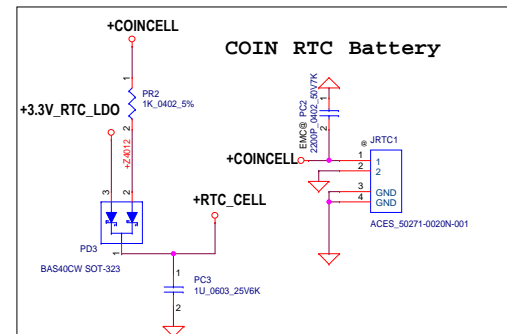 +COINCELL
COIN RTC Battery
1
PR2
1K_0402_5%
2
+Z4012
+3.3V_RTC_LDO
3
2
PD3
1
BAS40CW SOT-323
+RTC_CELL
1
PC3
1U_0603_25V6K
2
EMC@ PC2
2200P_0402_50V7K
1
2
+COINCELL
@
JRTC1
1
1
2
2
3
GND
4
GND
ACES_50271-0020N-001